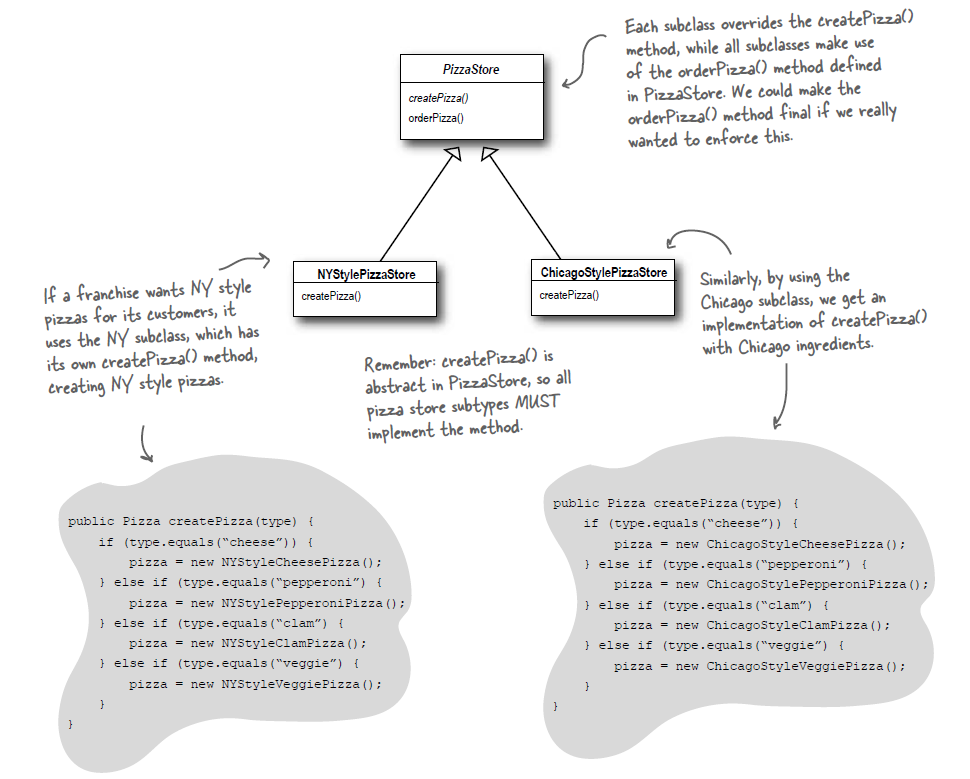 Each subclass overrides the createPizza()
method, while all subclasses make use
of the orderPizza() method defined
in PizzaStore. We could make the
orderPizza() method final if we really
wanted to enforce this.
PizzaStore
createPizza()
orderPizza()
NYStylePizzaStore
createPizza()
ChicagoStylePizzaStore
createPizza()
If a franchise wants NY style
pizzas for its customers, it
uses the NY subclass, which has
its own createPizza() method,
creating NY style pizzas.
Similarly, by using the
Chicago subclass, we get an
implementation of createPizza()
with Chicago ingredients.
Remember: createPizza() is
abstract in PizzaStore, so all
pizza store subtypes MUST
implement the method.
public Pizza createPizza(type) {
if (type.equals(“cheese”)) {
pizza = new NYStyleCheesePizza();
} else if (type.equals(“pepperoni”) {
pizza = new NYStylePepperoniPizza();
} else if (type.equals(“clam”) {
pizza = new NYStyleClamPizza();
} else if (type.equals(“veggie”) {
pizza = new NYStyleVeggiePizza();
}
}
public Pizza createPizza(type) {
if (type.equals(“cheese”)) {
pizza = new ChicagoStyleCheesePizza();
} else if (type.equals(“pepperoni”) {
pizza = new ChicagoStylePepperoniPizza();
} else if (type.equals(“clam”) {
pizza = new ChicagoStyleClamPizza();
} else if (type.equals(“veggie”) {
pizza = new ChicagoStyleVeggiePizza();
}
}